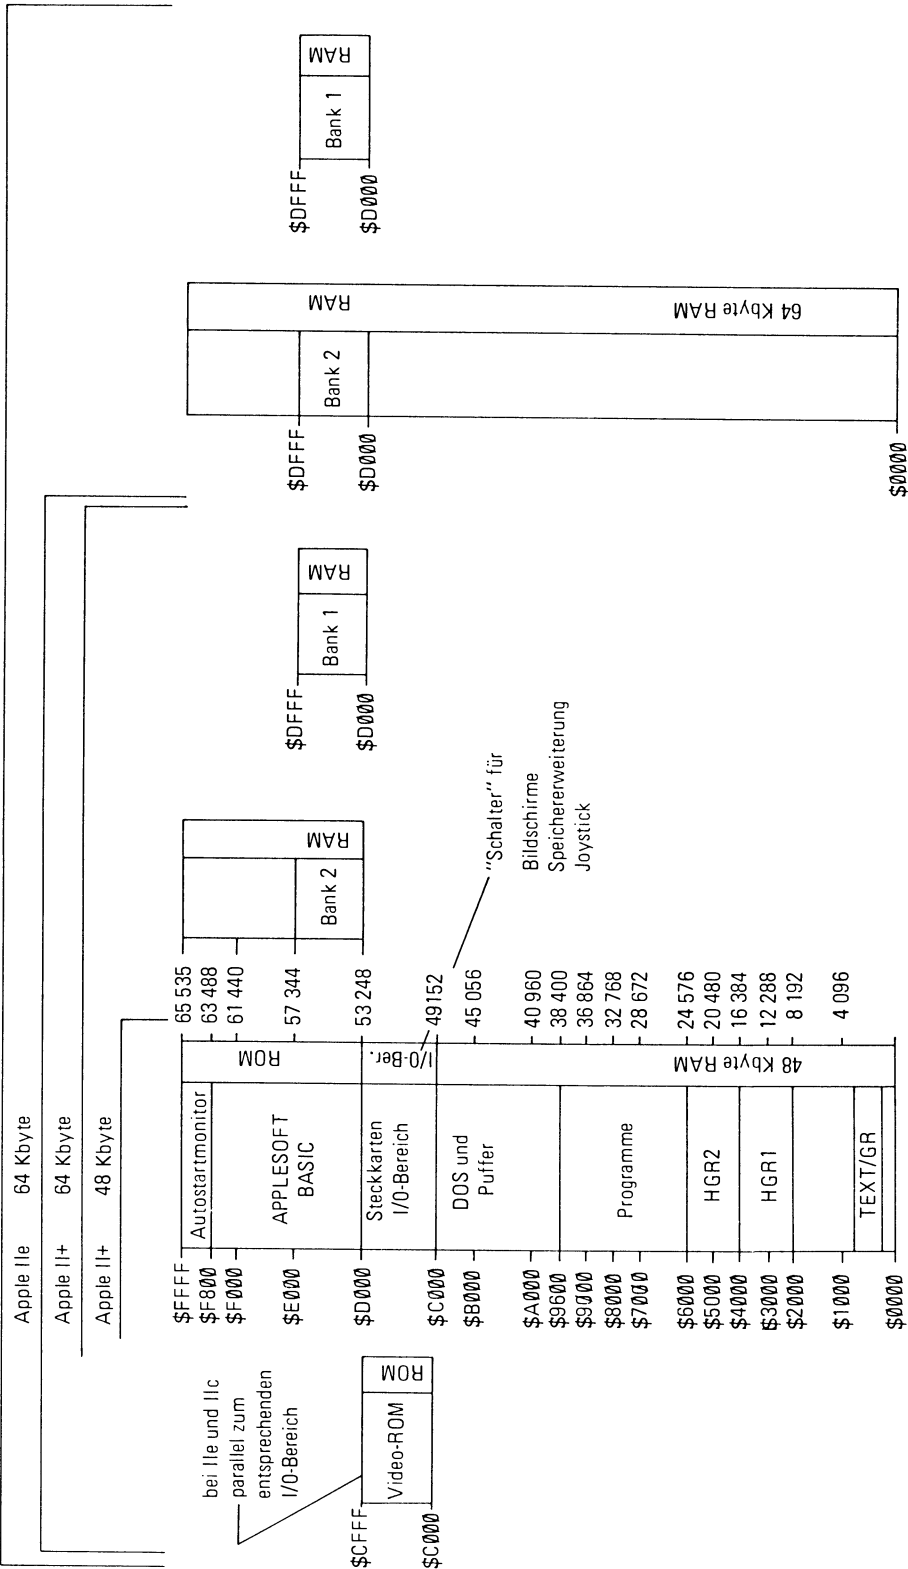 Apple IIe 64 Kbyte
Apple II+ 64 Kbyte
Apple II+ 48 Kbyte
bei IIe und IIc
parallel zum
entsprechenden
I/O-Bereich
$CFFF
$C000
Video-ROM
ROM
$FFFF
$F800
$F000
$E000
$D000
$C000
$B000
$A000
$9600
$9000
$8000
$7000
$6000
$5000
$4000
$3000
$2000
$1000
$0000
Autostartmonitor
APPLESOFT
BASIC
Steckkarten
I/O-Bereich
DOS und
Puffer
Programme
HGR2
HGR1
TEXT/GR
ROM
I/O-Ber.
48 Kbyte RAM
65 535
63 488
61 440
57 344
53 248
49152
45 056
40 960
38 400
36 864
32 768
28 672
24 576
20 480
16 384
12 288
8 192
4 096
Bank 2
RAM
"Schalter" für
Bildschirme
Speichererweiterung
Joystick
$DFFF
$D000
Bank 1
RAM
$DFFF
$D000
$0000
Bank 2
RAM
64 Kbyte RAM
$DFFF
$D000
Bank 1
RAM